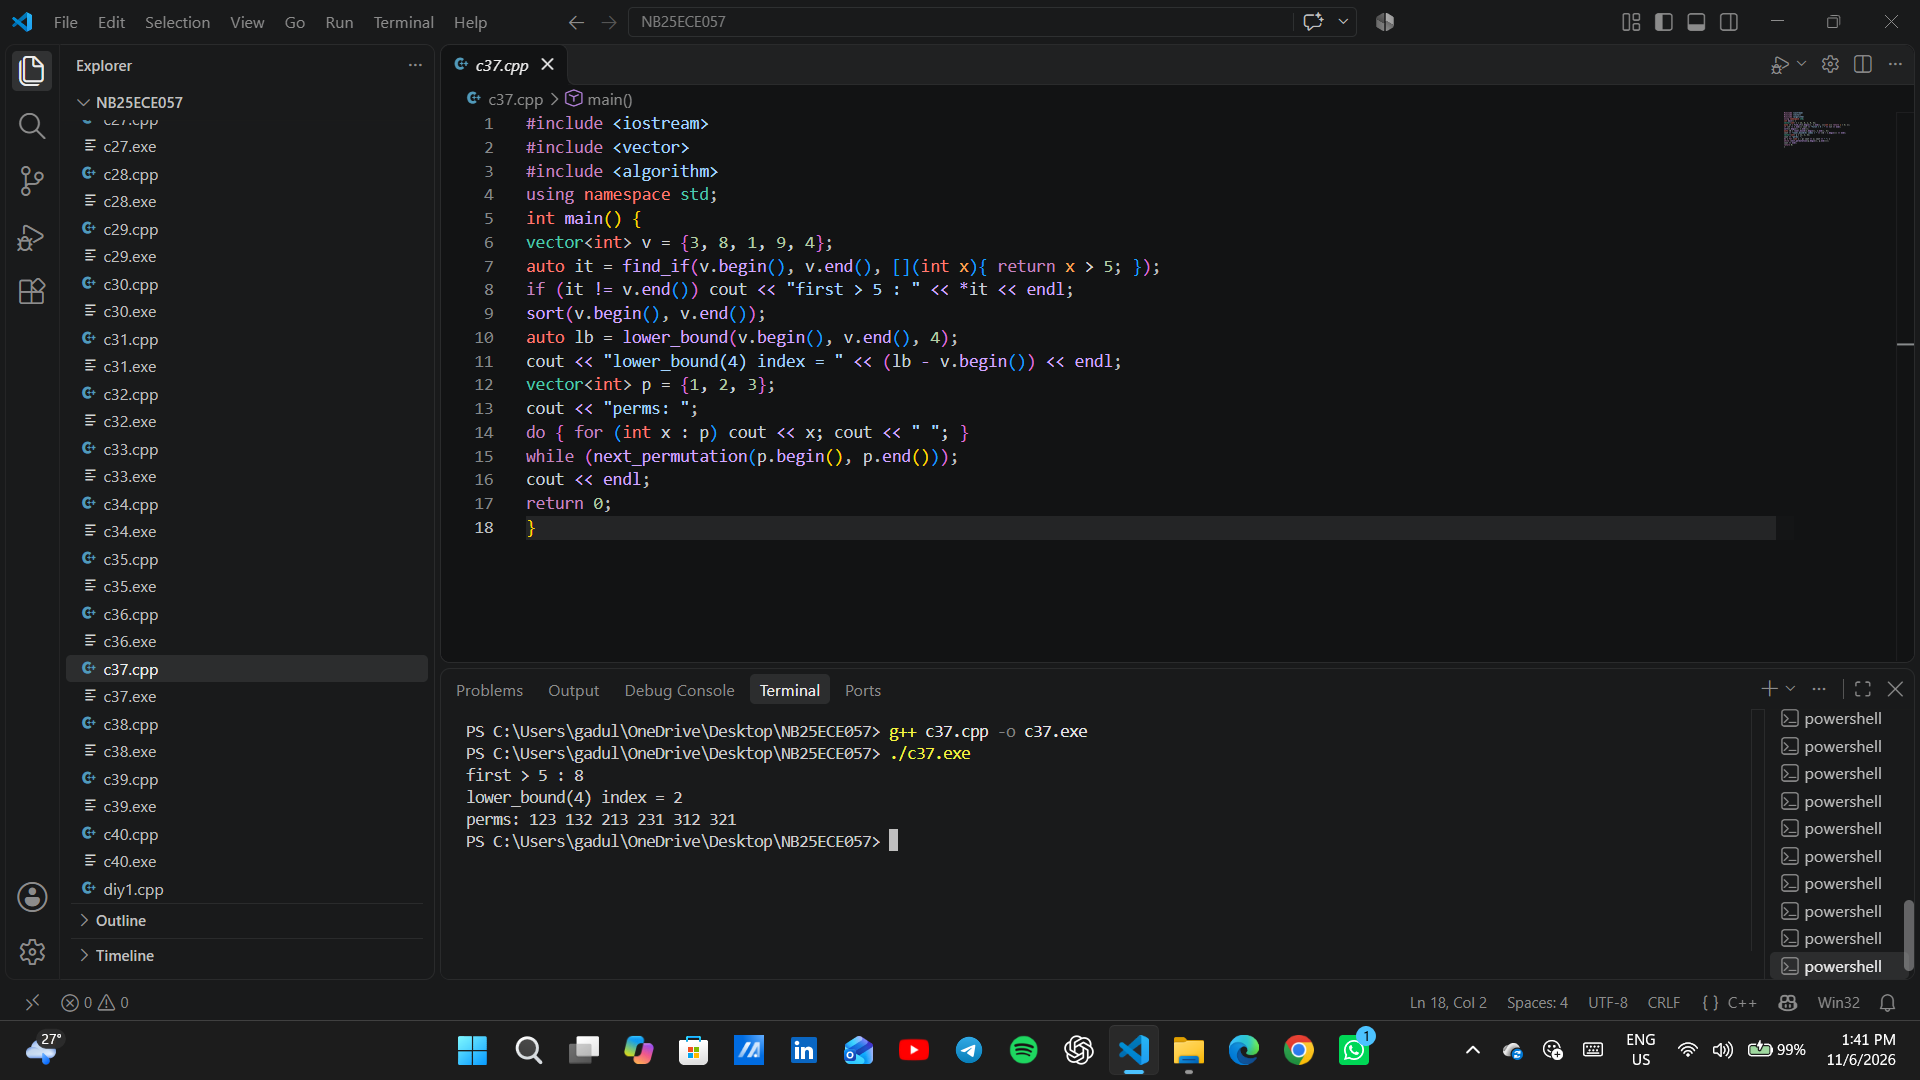 File Edit Selection View Go Run Terminal Help
NB25ECE057
Explorer
NB25ECE057
c27.cpp
c27.exe
c28.cpp
c28.exe
c29.cpp
c29.exe
c30.cpp
c30.exe
c31.cpp
c31.exe
c32.cpp
c32.exe
c33.cpp
c33.exe
c34.cpp
c34.exe
c35.cpp
c35.exe
c36.cpp
c36.exe
c37.cpp
c37.exe
c38.cpp
c38.exe
c39.cpp
c39.exe
c40.cpp
c40.exe
diy1.cpp
Outline
Timeline
c37.cpp
c37.cpp > main()
1 #include <iostream>
2 #include <vector>
3 #include <algorithm>
4 using namespace std;
5 int main() {
6 vector<int> v = {3, 8, 1, 9, 4};
7 auto it = find_if(v.begin(), v.end(), [](int x){ return x > 5; });
8 if (it != v.end()) cout << "first > 5 : " << *it << endl;
9 sort(v.begin(), v.end());
10 auto lb = lower_bound(v.begin(), v.end(), 4);
11 cout << "lower_bound(4) index = " << (lb - v.begin()) << endl;
12 vector<int> p = {1, 2, 3};
13 cout << "perms: ";
14 do { for (int x : p) cout << x; cout << " "; }
15 while (next_permutation(p.begin(), p.end()));
16 cout << endl;
17 return 0;
18 }
Problems Output Debug Console Terminal Ports
PS C:\Users\gadul\OneDrive\Desktop\NB25ECE057> g++ c37.cpp -o c37.exe
PS C:\Users\gadul\OneDrive\Desktop\NB25ECE057> ./c37.exe
first > 5 : 8
lower_bound(4) index = 2
perms: 123 132 213 231 312 321
PS C:\Users\gadul\OneDrive\Desktop\NB25ECE057>
powershell
powershell
powershell
powershell
powershell
powershell
powershell
powershell
powershell
powershell
0 0
Ln 18, Col 2 Spaces: 4 UTF-8 CRLF { } C++ Win32
27°
1
ENG
US
99%
1:41 PM
11/6/2026